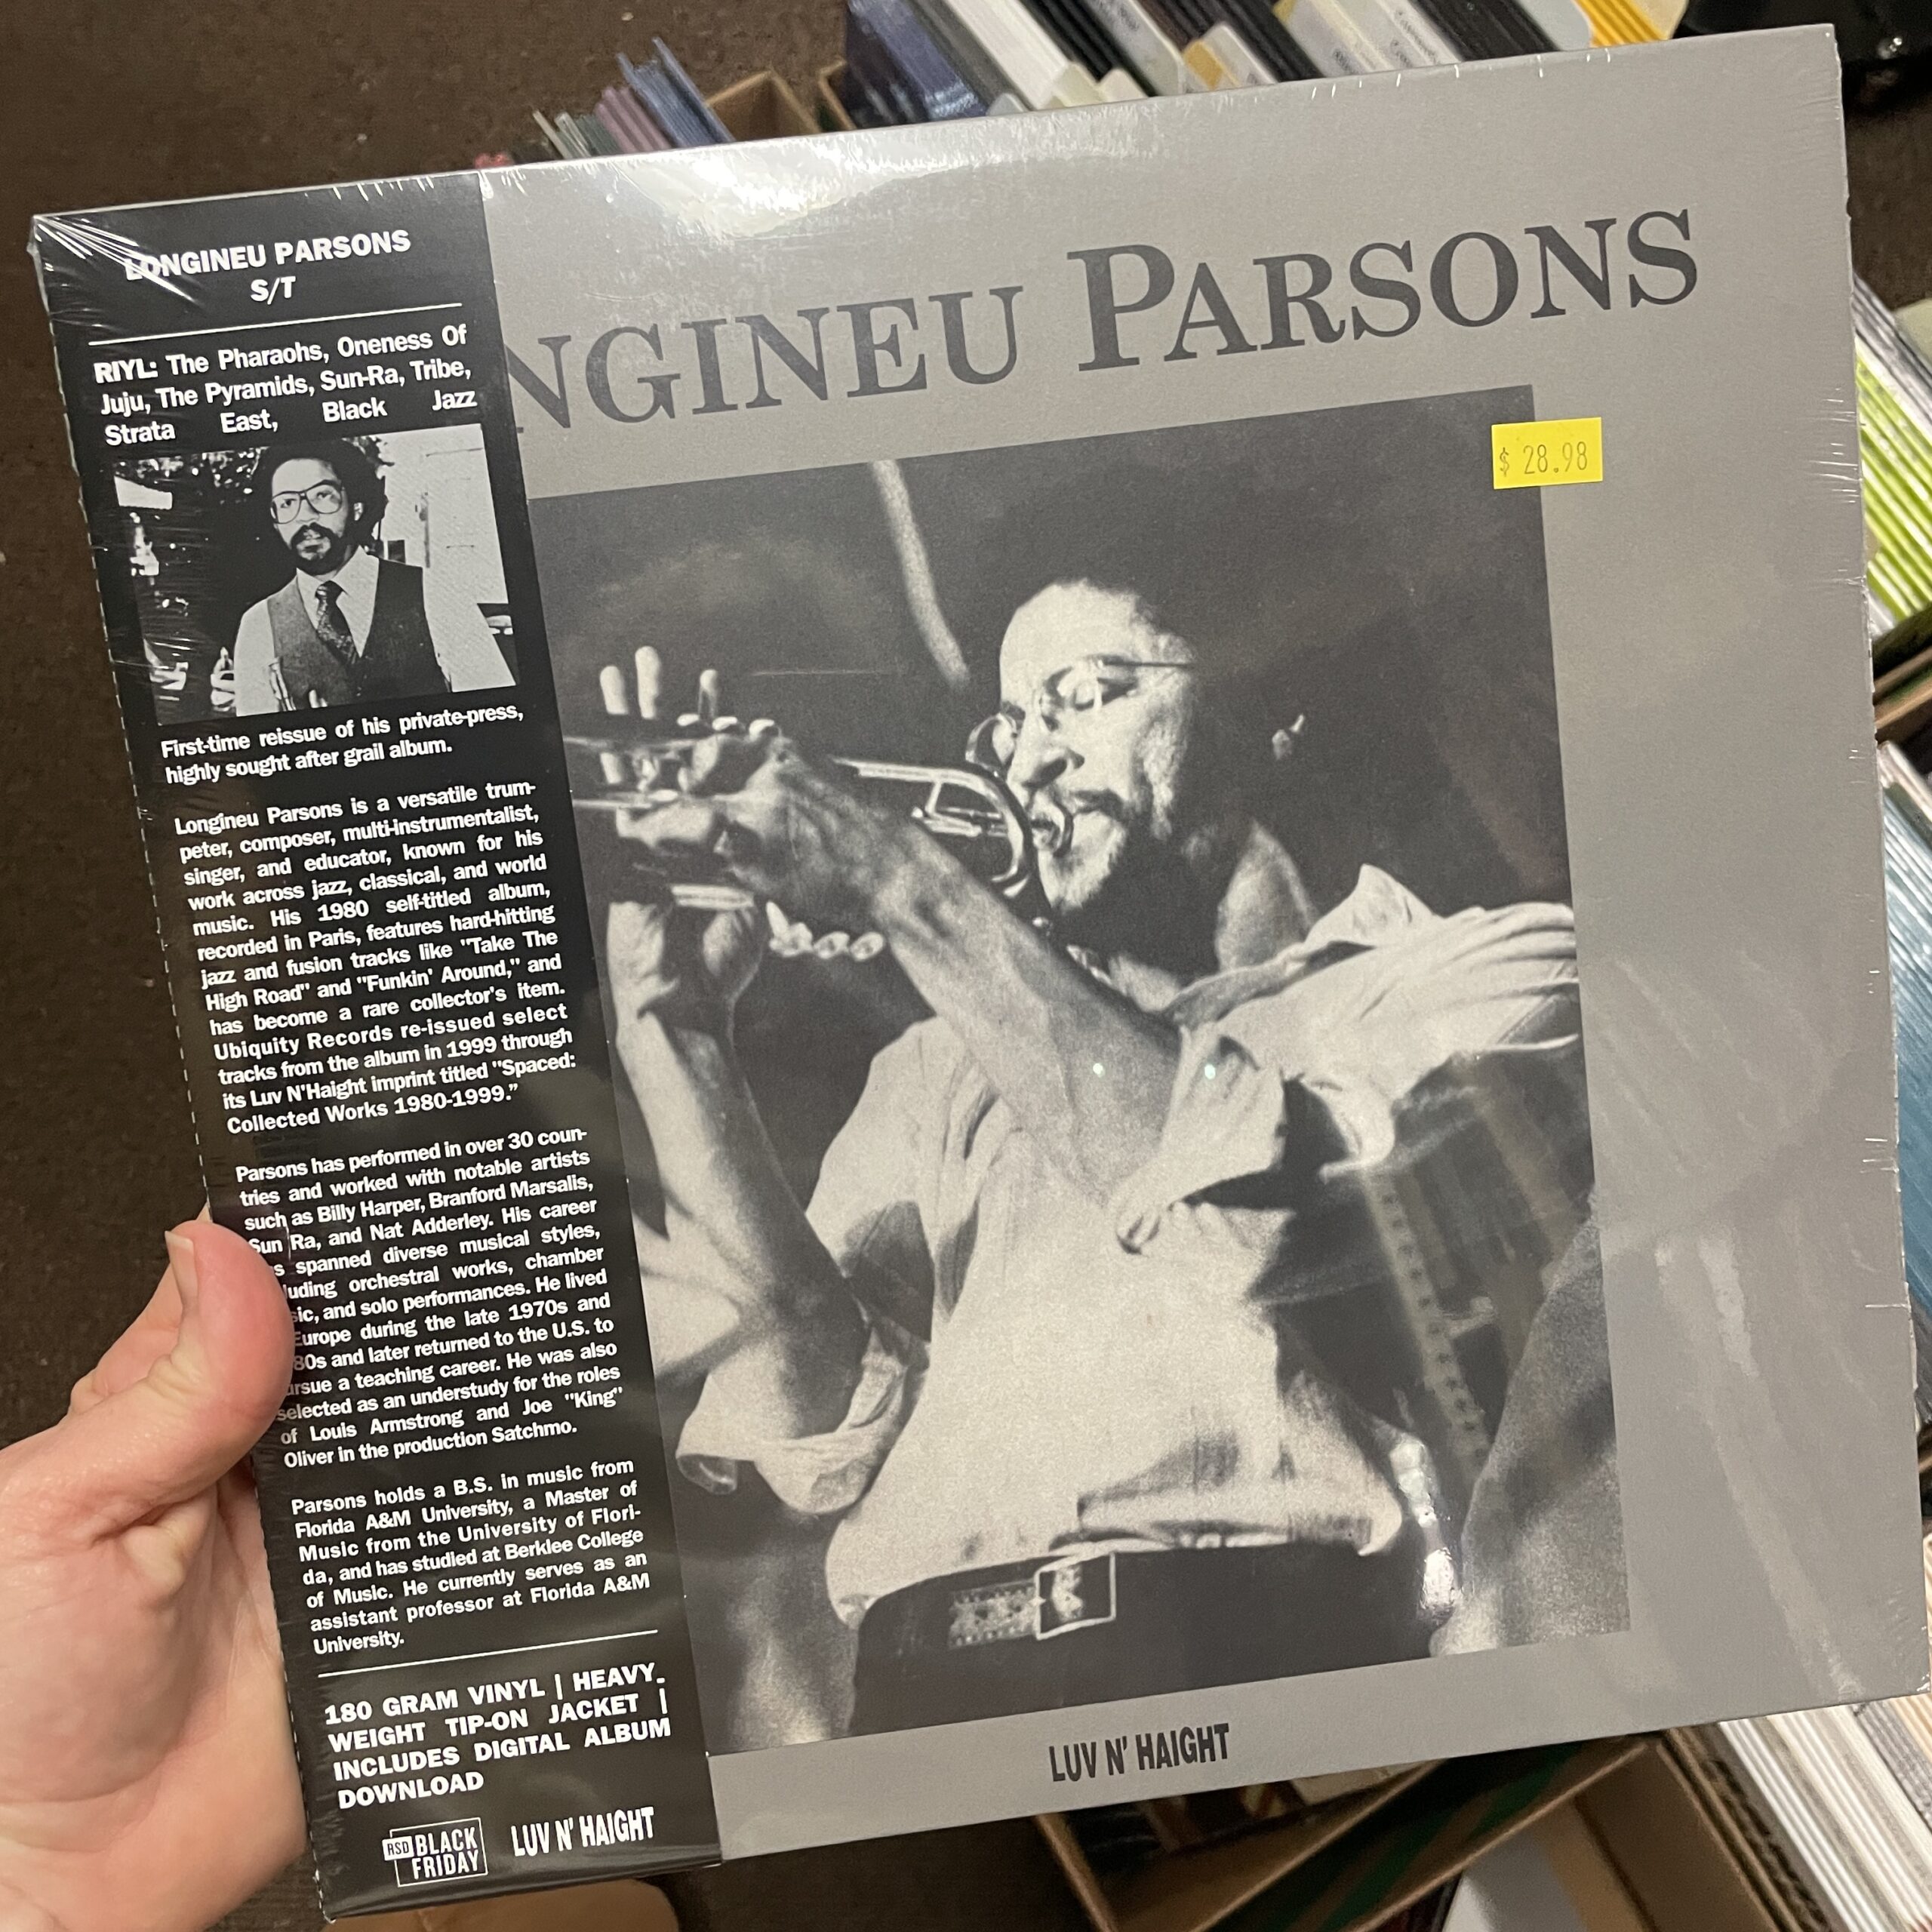 LONGINEU PARSONS
S/T
RIYL: The Pharaohs, Oneness Of
Juju, The Pyramids, Sun-Ra, Tribe,
Strata East, Black Jazz
First-time reissue of his private-press,
highly sought after grail album.
Longineu Parsons is a versatile trum-
peter, composer, multi-instrumentalist,
singer, and educator, known for his
work across jazz, classical, and world
music. His 1980 self-titled album,
recorded in Paris, features hard-hitting
jazz and fusion tracks like "Take The
High Road" and "Funkin' Around," and
has become a rare collector's item.
Ubiquity Records re-issued select
tracks from the album in 1999 through
its Luv N'Haight imprint titled "Spaced:
Collected Works 1980-1999."
Parsons has performed in over 30 coun-
tries and worked with notable artists
such as Billy Harper, Branford Marsalis,
Sun Ra, and Nat Adderley. His career
spanned diverse musical styles,
orchestral works, chamber
and solo performances. He lived
Europe during the late 1970s and
80s and later returned to the U.S. to
a teaching career. He was also
selected as an understudy for the roles
of Louis Armstrong and Joe "King"
Oliver in the production Satchmo.
Parsons holds a B.S. in music from
Florida A&M University, a Master of
Music from the University of Flori-
da, and has studied at Berklee College
of Music. He currently serves as an
assistant professor at Florida A&M
University.
180 GRAM VINYL | HEAVY-
WEIGHT TIP-ON JACKET |
INCLUDES DIGITAL ALBUM
DOWNLOAD
RSD BLACK
FRIDAY
LUV N' HAIGHT
NGINEU PARSONS
$ 28.98
LUV N' HAIGHT